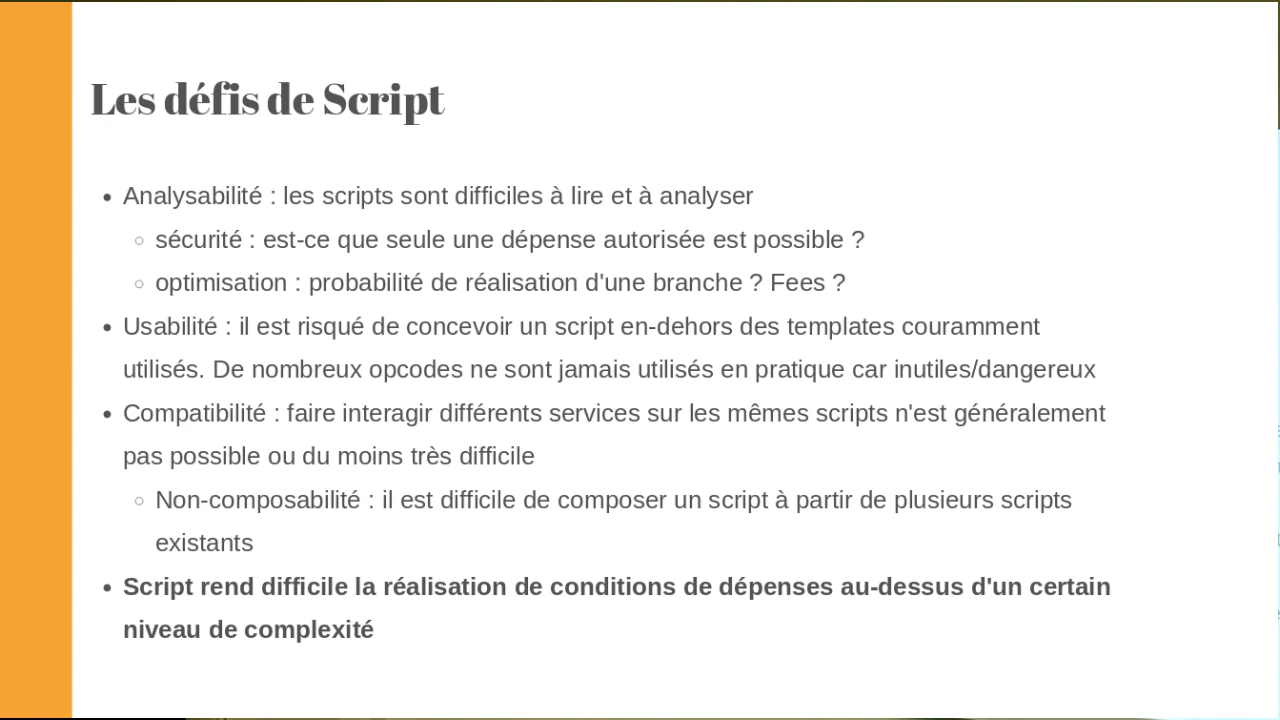 Les défis de Script
Analysabilité : les scripts sont difficiles à lire et à analyser
sécurité : est-ce que seule une dépense autorisée est possible ?
optimisation : probabilité de réalisation d'une branche ? Fees ?
Usabilité : il est risqué de concevoir un script en-dehors des templates couramment
utilisés. De nombreux opcodes ne sont jamais utilisés en pratique car inutiles/dangereux
Compatibilité : faire interagir différents services sur les mêmes scripts n'est généralement
pas possible ou du moins très difficile
Non-composabilité : il est difficile de composer un script à partir de plusieurs scripts
existants
Script rend difficile la réalisation de conditions de dépenses au-dessus d'un certain
niveau de complexité